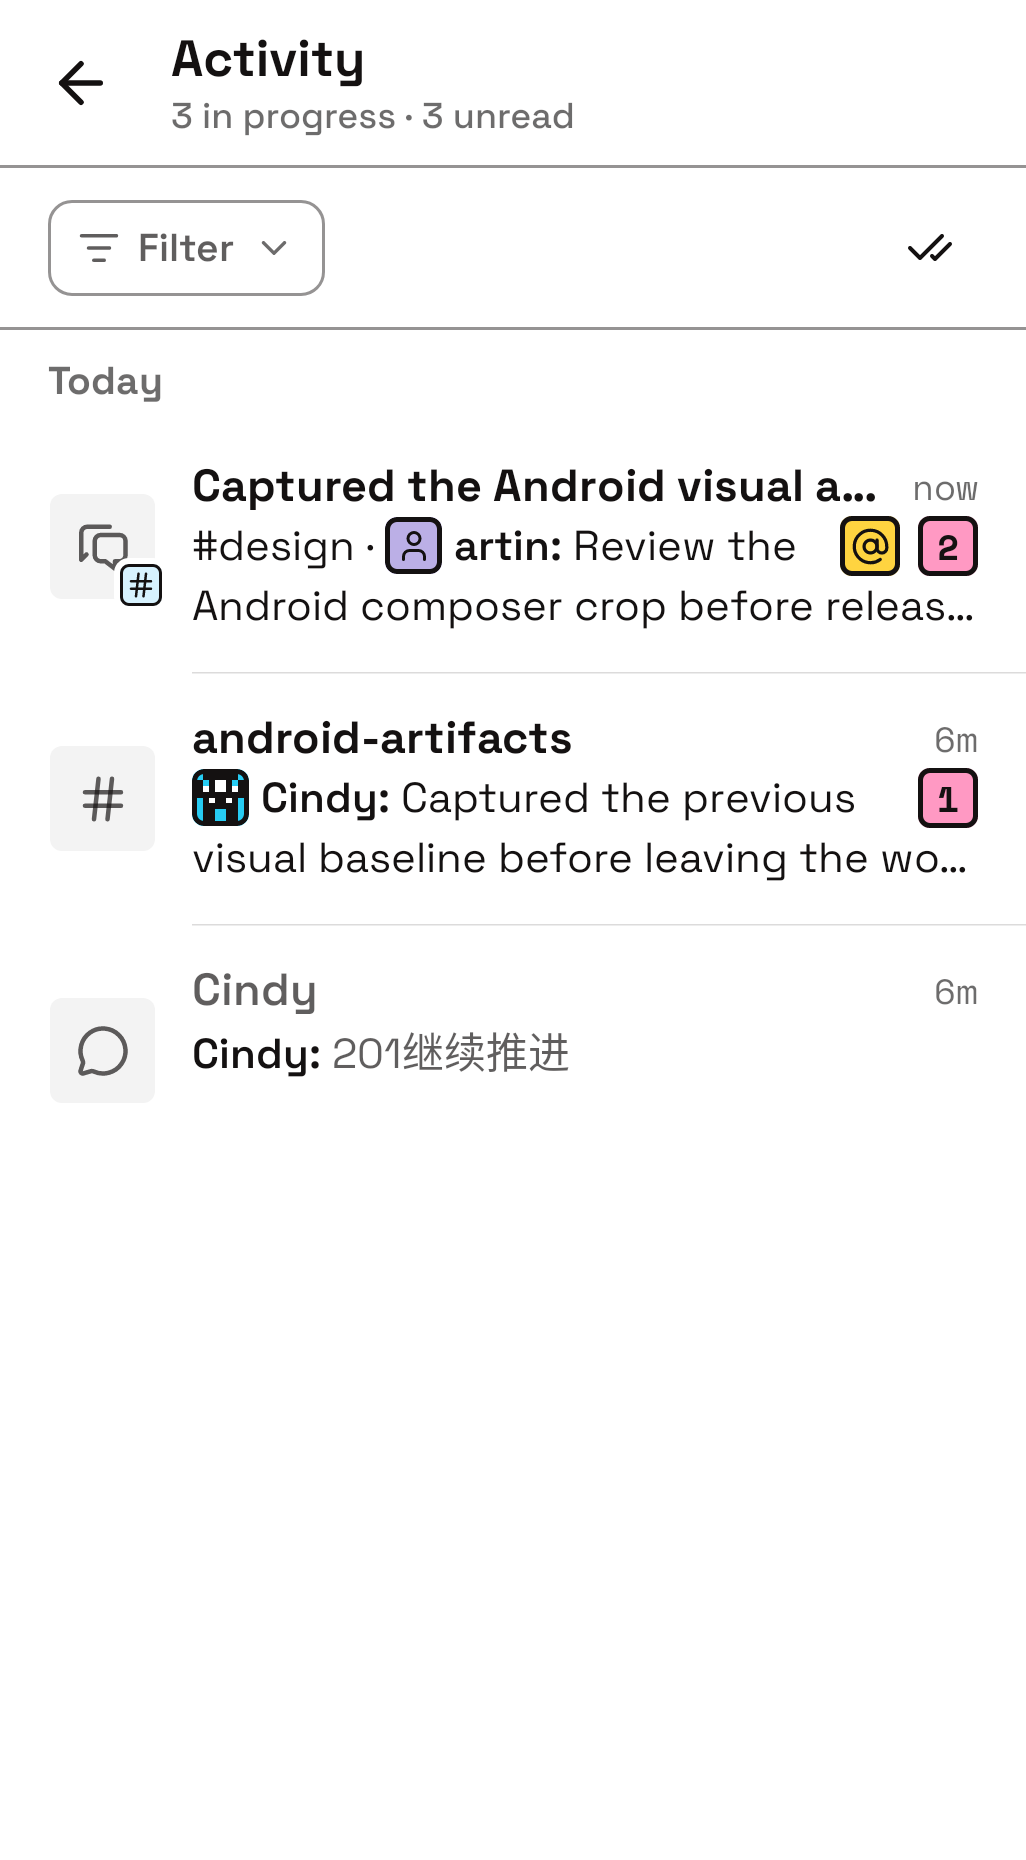 Activity
3 in progress · 3 unread
Filter
Today
Captured the Android visual a... now
#design · artin: Review the @ 2
# Android composer crop before releas...
android-artifacts 6m
# Cindy: Captured the previous 1
visual baseline before leaving the wo...
Cindy 6m
Cindy: 201继续推进